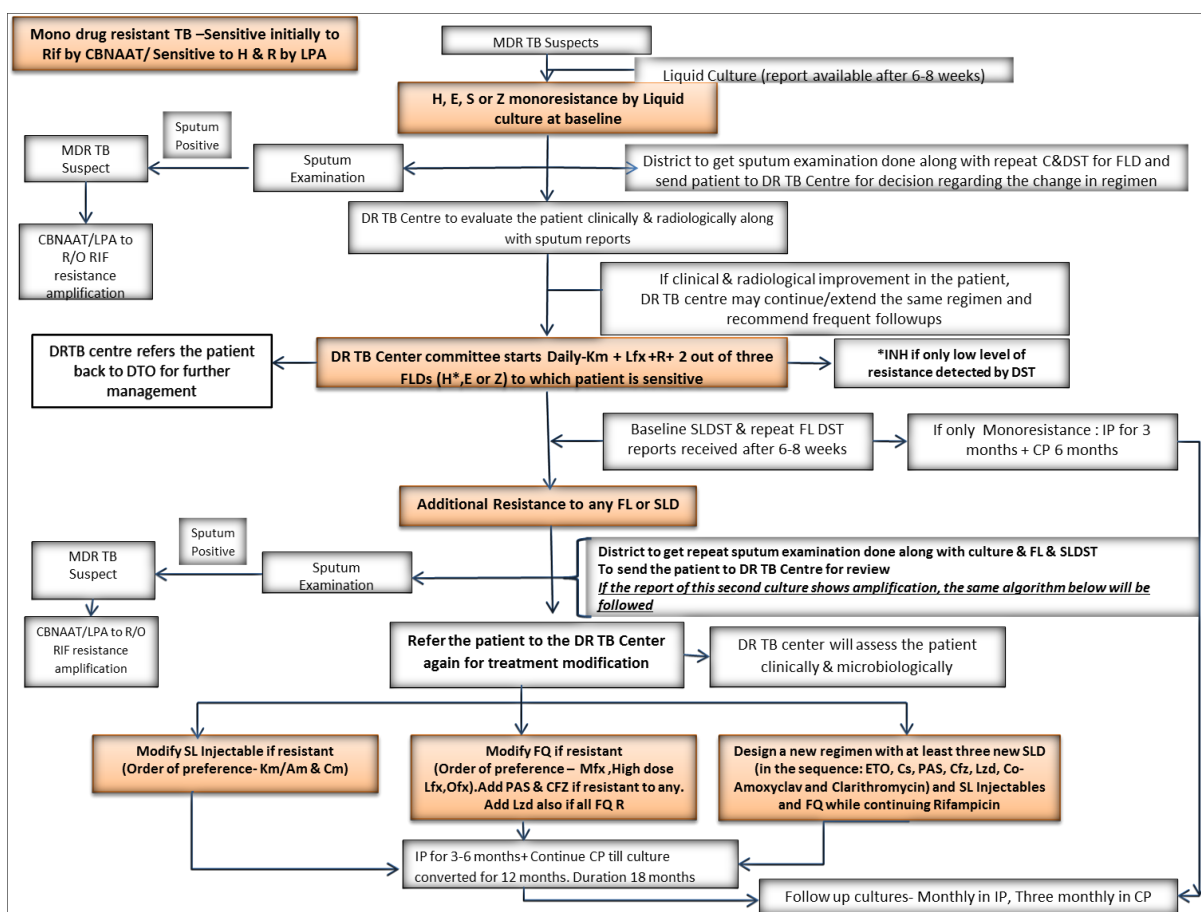 Mono drug resistant TB –Sensitive initially to
Rif by CBNAAT/ Sensitive to H & R by LPA
MDR TB Suspects
Liquid Culture (report available after 6-8 weeks)
H, E, S or Z monoresistance by Liquid
culture at baseline
Sputum
Positive
MDR TB
Suspect
Sputum
Examination
District to get sputum examination done along with repeat C&DST for FLD and
send patient to DR TB Centre for decision regarding the change in regimen
CBNAAT/LPA to
R/O RIF
resistance
amplification
DR TB Centre to evaluate the patient clinically & radiologically along
with sputum reports
If clinical & radiological improvement in the patient,
DR TB centre may continue/extend the same regimen and
recommend frequent followups
DRTB centre refers the patient
back to DTO for further
management
DR TB Center committee starts Daily-Km + Lfx +R+ 2 out of three
FLDs (H*,E or Z) to which patient is sensitive
*INH if only low level of
resistance detected by DST
Baseline SLDST & repeat FL DST
reports received after 6-8 weeks
If only Monoresistance : IP for 3
months + CP 6 months
Additional Resistance to any FL or SLD
Sputum
Positive
MDR TB
Suspect
Sputum
Examination
District to get repeat sputum examination done along with culture & FL & SLDST
To send the patient to DR TB Centre for review
If the report of this second culture shows amplification, the same algorithm below will be
followed
CBNAAT/LPA to R/O
RIF resistance
amplification
Refer the patient to the DR TB Center
again for treatment modification
DR TB center will assess the patient
clinically & microbiologically
Modify SL Injectable if resistant
(Order of preference- Km/Am & Cm)
Modify FQ if resistant
(Order of preference – Mfx ,High dose
Lfx,Ofx).Add PAS & CFZ if resistant to any.
Add Lzd also if all FQ R
Design a new regimen with at least three new SLD
(in the sequence: ETO, Cs, PAS, Cfz, Lzd, Co-
Amoxyclav and Clarithromycin) and SL Injectables
and FQ while continuing Rifampicin
IP for 3-6 months+ Continue CP till culture
converted for 12 months. Duration 18 months
Follow up cultures- Monthly in IP, Three monthly in CP